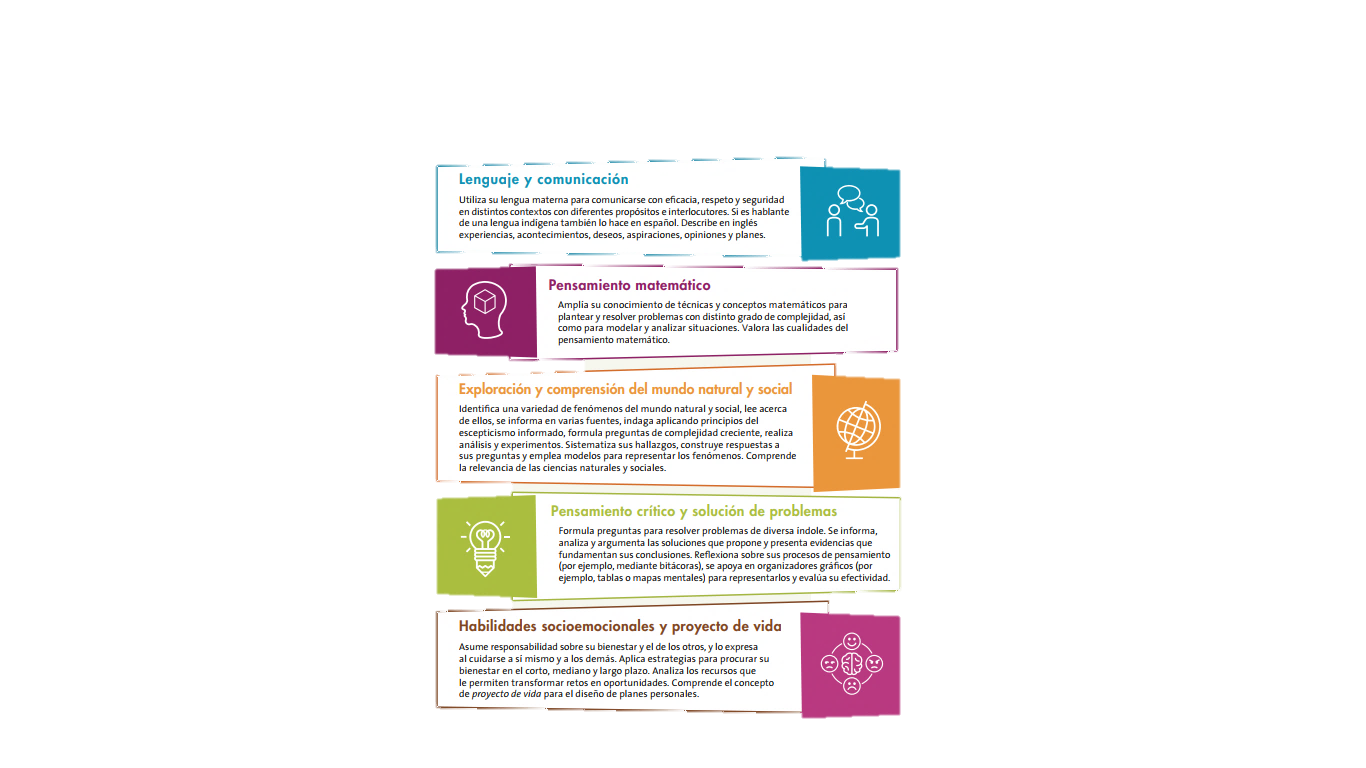 Lenguaje y comunicación
Utiliza su lengua materna para comunicarse con eficacia, respeto y seguridad
en distintos contextos con diferentes propósitos e interlocutores. Si es hablante
de una lengua indígena también lo hace en español. Describe en inglés
experiencias, acontecimientos, deseos, aspiraciones, opiniones y planes.
Pensamiento matemático
Amplía su conocimiento de técnicas y conceptos matemáticos para
plantear y resolver problemas con distinto grado de complejidad, así
como para modelar y analizar situaciones. Valora las cualidades del
pensamiento matemático.
Exploración y comprensión del mundo natural y social
Identifica una variedad de fenómenos del mundo natural y social, lee acerca
de ellos, se informa en varias fuentes, indaga aplicando principios del
escepticismo informado, formula preguntas de complejidad creciente, realiza
análisis y experimentos. Sistematiza sus hallazgos, construye respuestas a
sus preguntas y emplea modelos para representar los fenómenos. Comprende
la relevancia de las ciencias naturales y sociales.
Pensamiento crítico y solución de problemas
Formula preguntas para resolver problemas de diversa índole. Se informa,
analiza y argumenta las soluciones que propone y presenta evidencias que
fundamentan sus conclusiones. Reflexiona sobre sus procesos de pensamiento
(por ejemplo, mediante bitácoras), se apoya en organizadores gráficos (por
ejemplo, tablas o mapas mentales) para representarlos y evalúa su efectividad.
Habilidades socioemocionales y proyecto de vida
Asume responsabilidad sobre su bienestar y el de los otros, y lo expresa
al cuidarse a sí mismo y a los demás. Aplica estrategias para procurar su
bienestar en el corto, mediano y largo plazo. Analiza los recursos que
le permiten transformar retos en oportunidades. Comprende el concepto
de proyecto de vida para el diseño de planes personales.